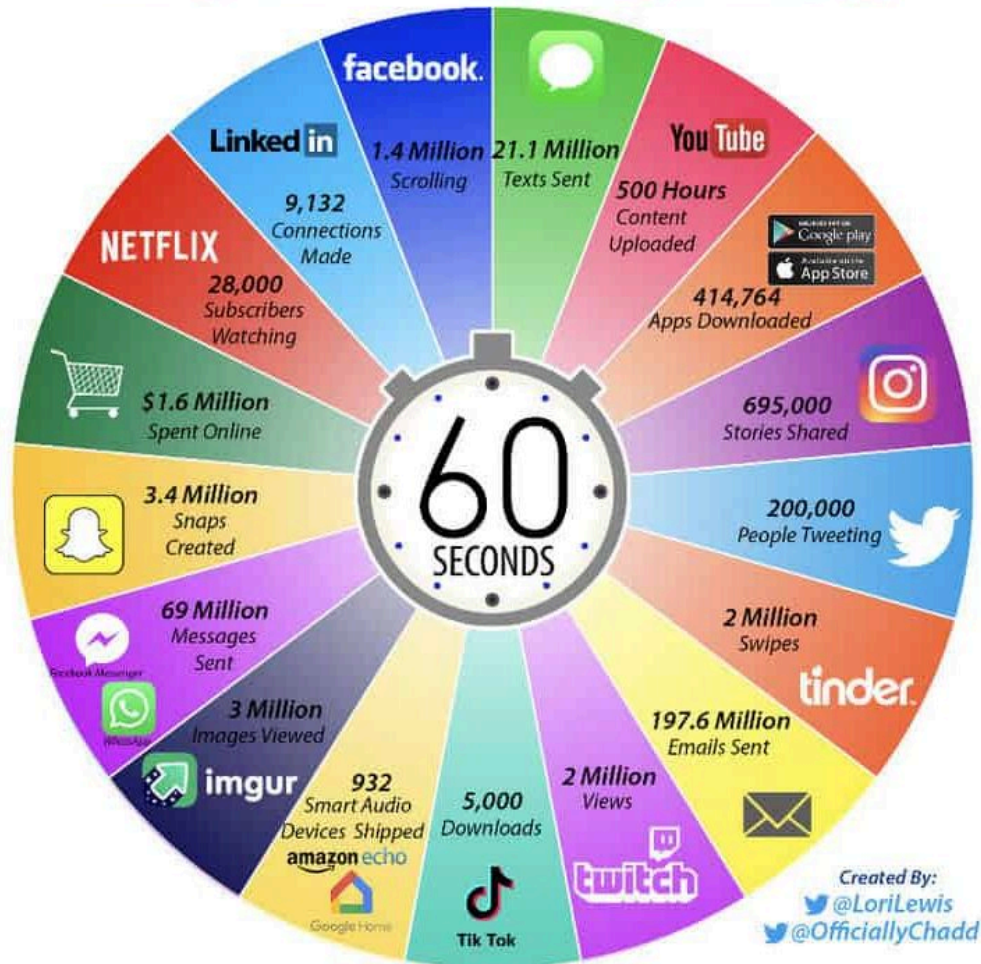 facebook.
1.4 Million
Scrolling
21.1 Million
Texts Sent
YouTube
500 Hours
Content
Uploaded
Google play
Available on the
App Store
414,764
Apps Downloaded
695,000
Stories Shared
200,000
People Tweeting
2 Million
Swipes
tinder.
197.6 Million
Emails Sent
2 Million
Views
twitch
5,000
Downloads
Tik Tok
932
Smart Audio
Devices Shipped
amazon echo
Google Home
3 Million
Images Viewed
imgur
69 Million
Messages
Sent
Facebook Messenger
WhatsApp
3.4 Million
Snaps
Created
$1.6 Million
Spent Online
NETFLIX
28,000
Subscribers
Watching
Linked in
9,132
Connections
Made
60
SECONDS
Created By:
@LoriLewis
@OfficiallyChadd